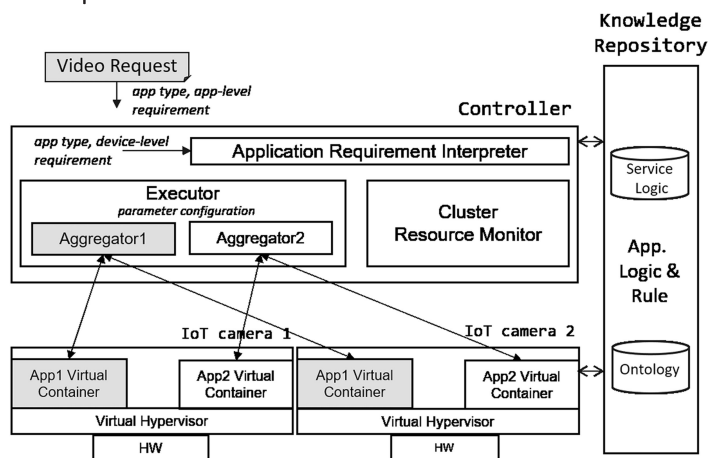 Knowledge
Repository
Video Request
app type, app-level
requirement
Controller
app type, device-level
requirement
Application Requirement Interpreter
Executor
parameter configuration
Aggregator1
Aggregator2
Cluster
Resource Monitor
Service
Logic
App.
Logic &
Rule
Ontology
IoT camera 1
IoT camera 2
App1 Virtual
Container
App2 Virtual
Container
App1 Virtual
Container
App2 Virtual
Container
Virtual Hypervisor
Virtual Hypervisor
HW
HW